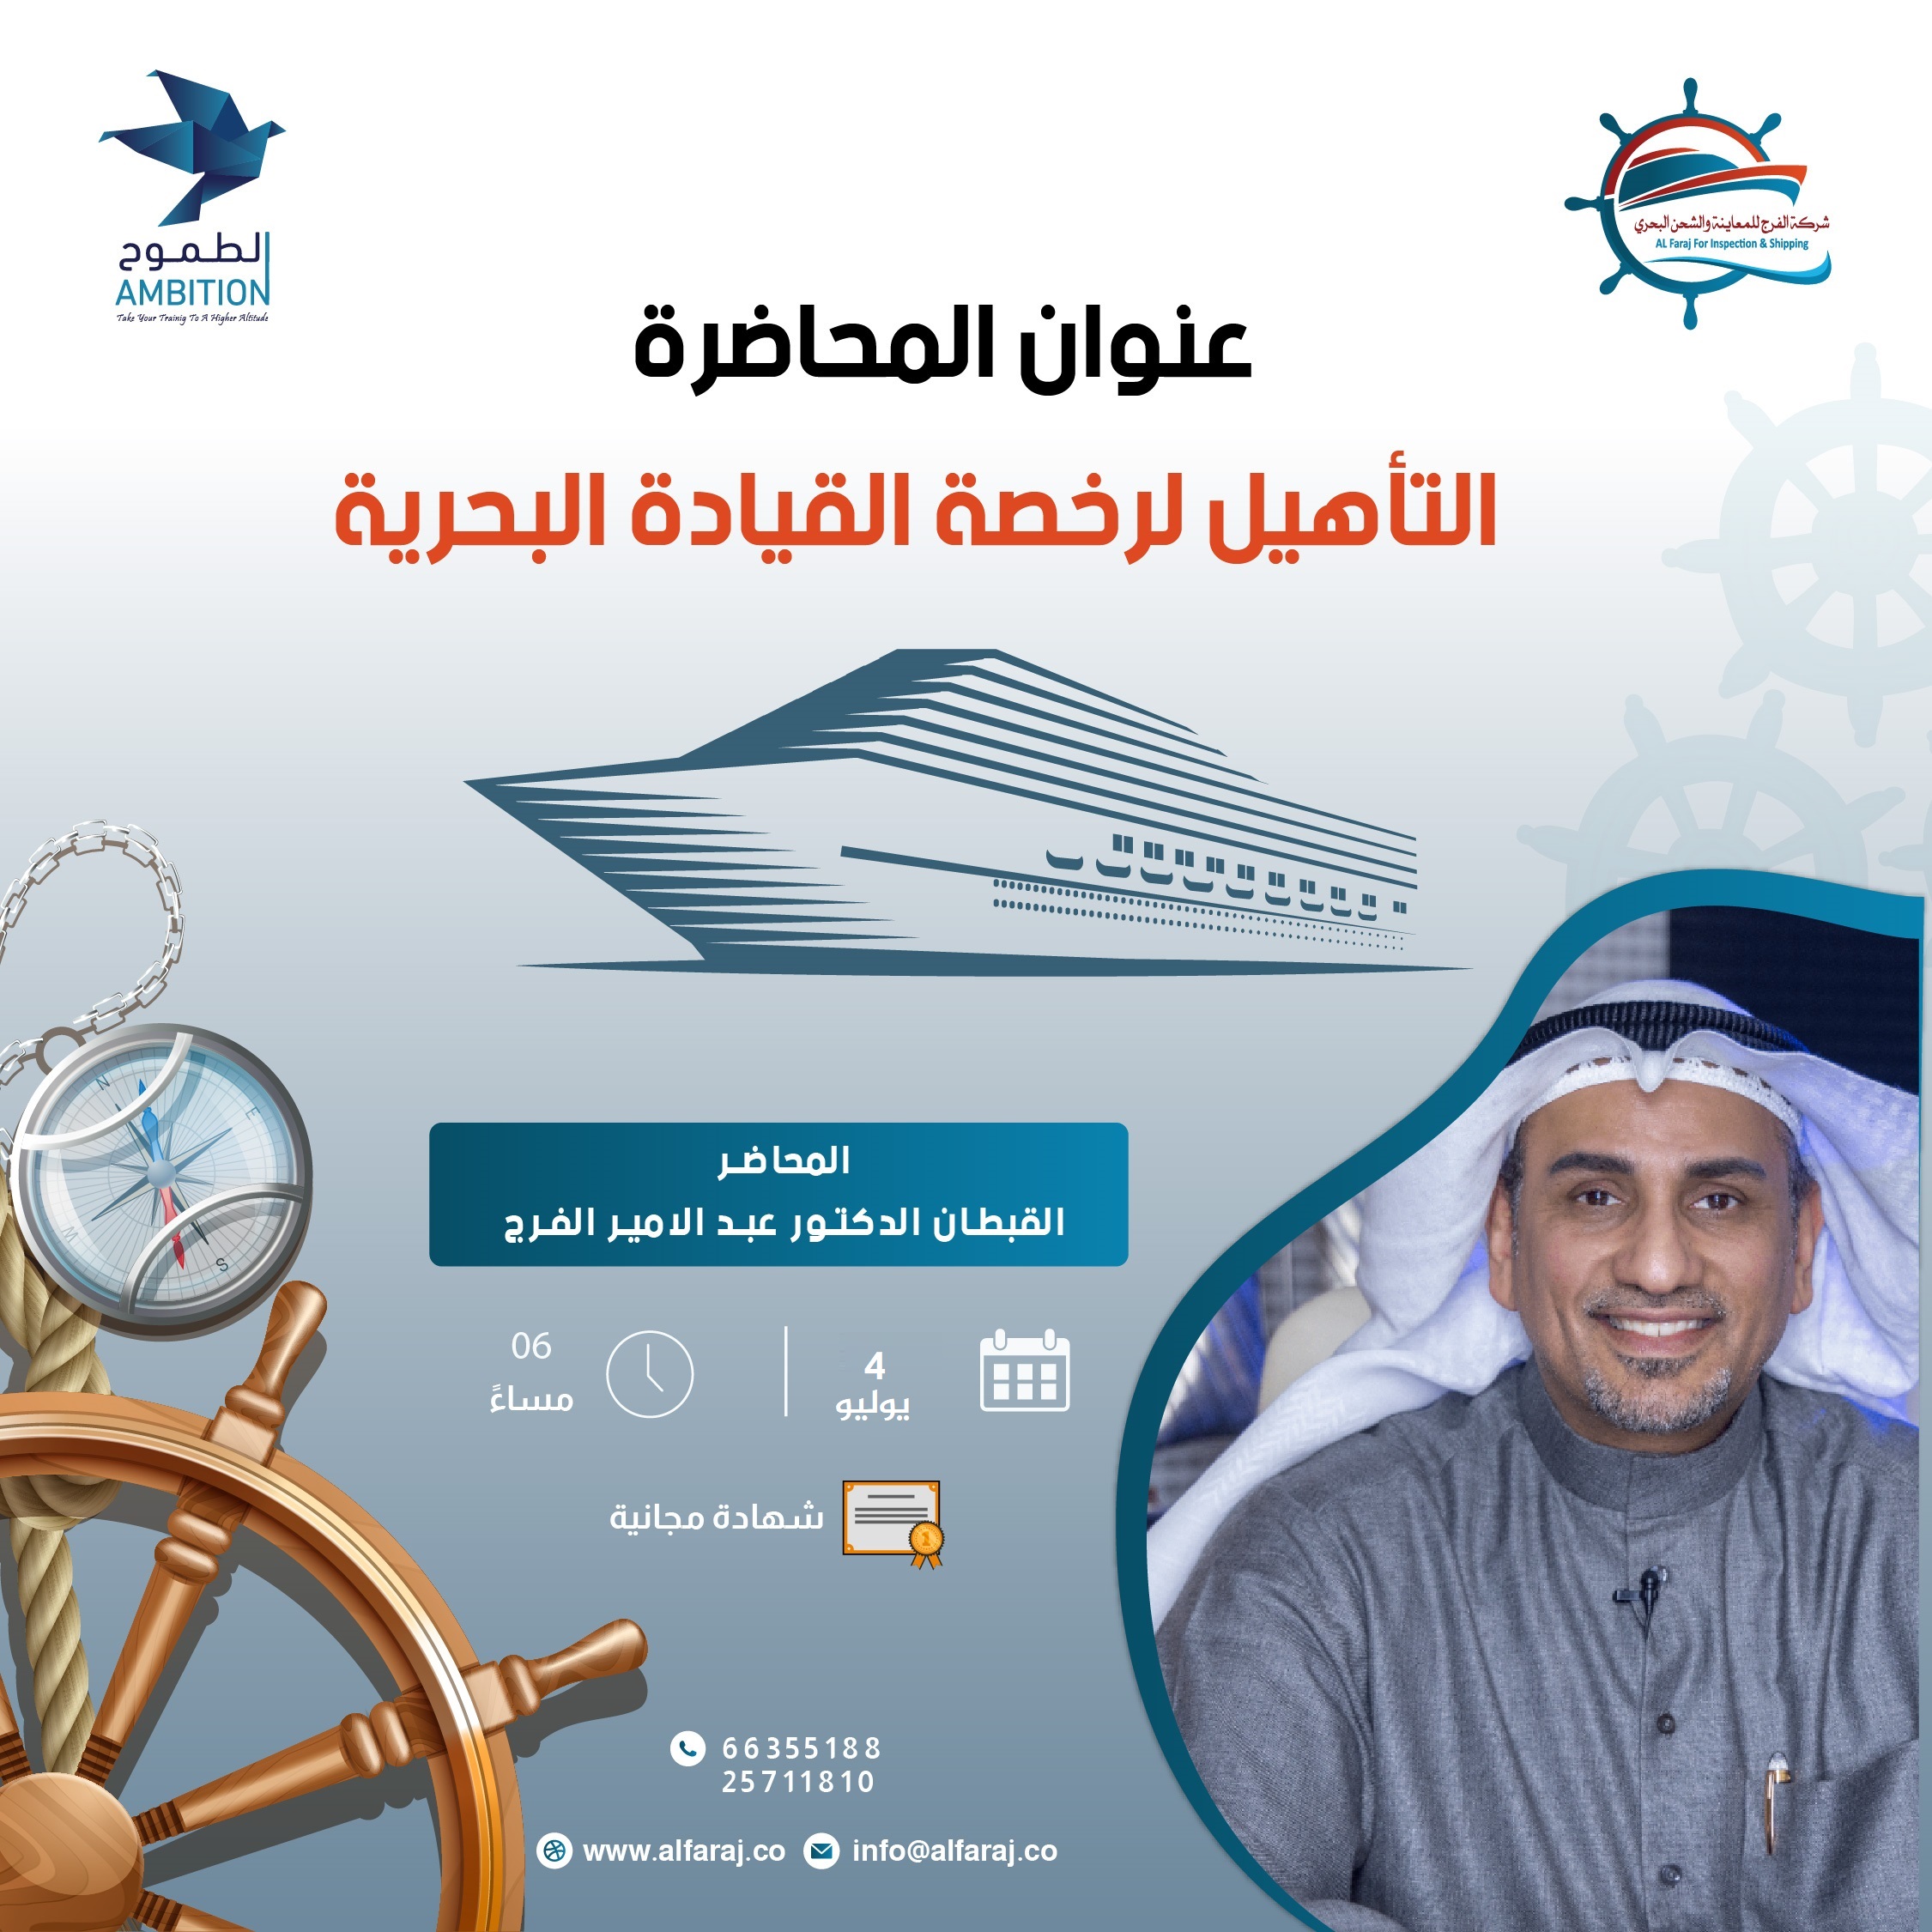 الطموح
AMBITION
Take Your Trainig To A Higher Altitude
شركة الفرج للمعاينة والشحن البحري
AL Faraj For Inspection & Shipping
عنوان المحاضرة
التأهيل لرخصة القيادة البحرية
N
E
S
W
المحاضر
القبطان الدكتور عبد الامير الفرج
4
يوليو
06
مساءً
شهادة مجانية
1
66355188
25711810
www.alfaraj.co
info@alfaraj.co